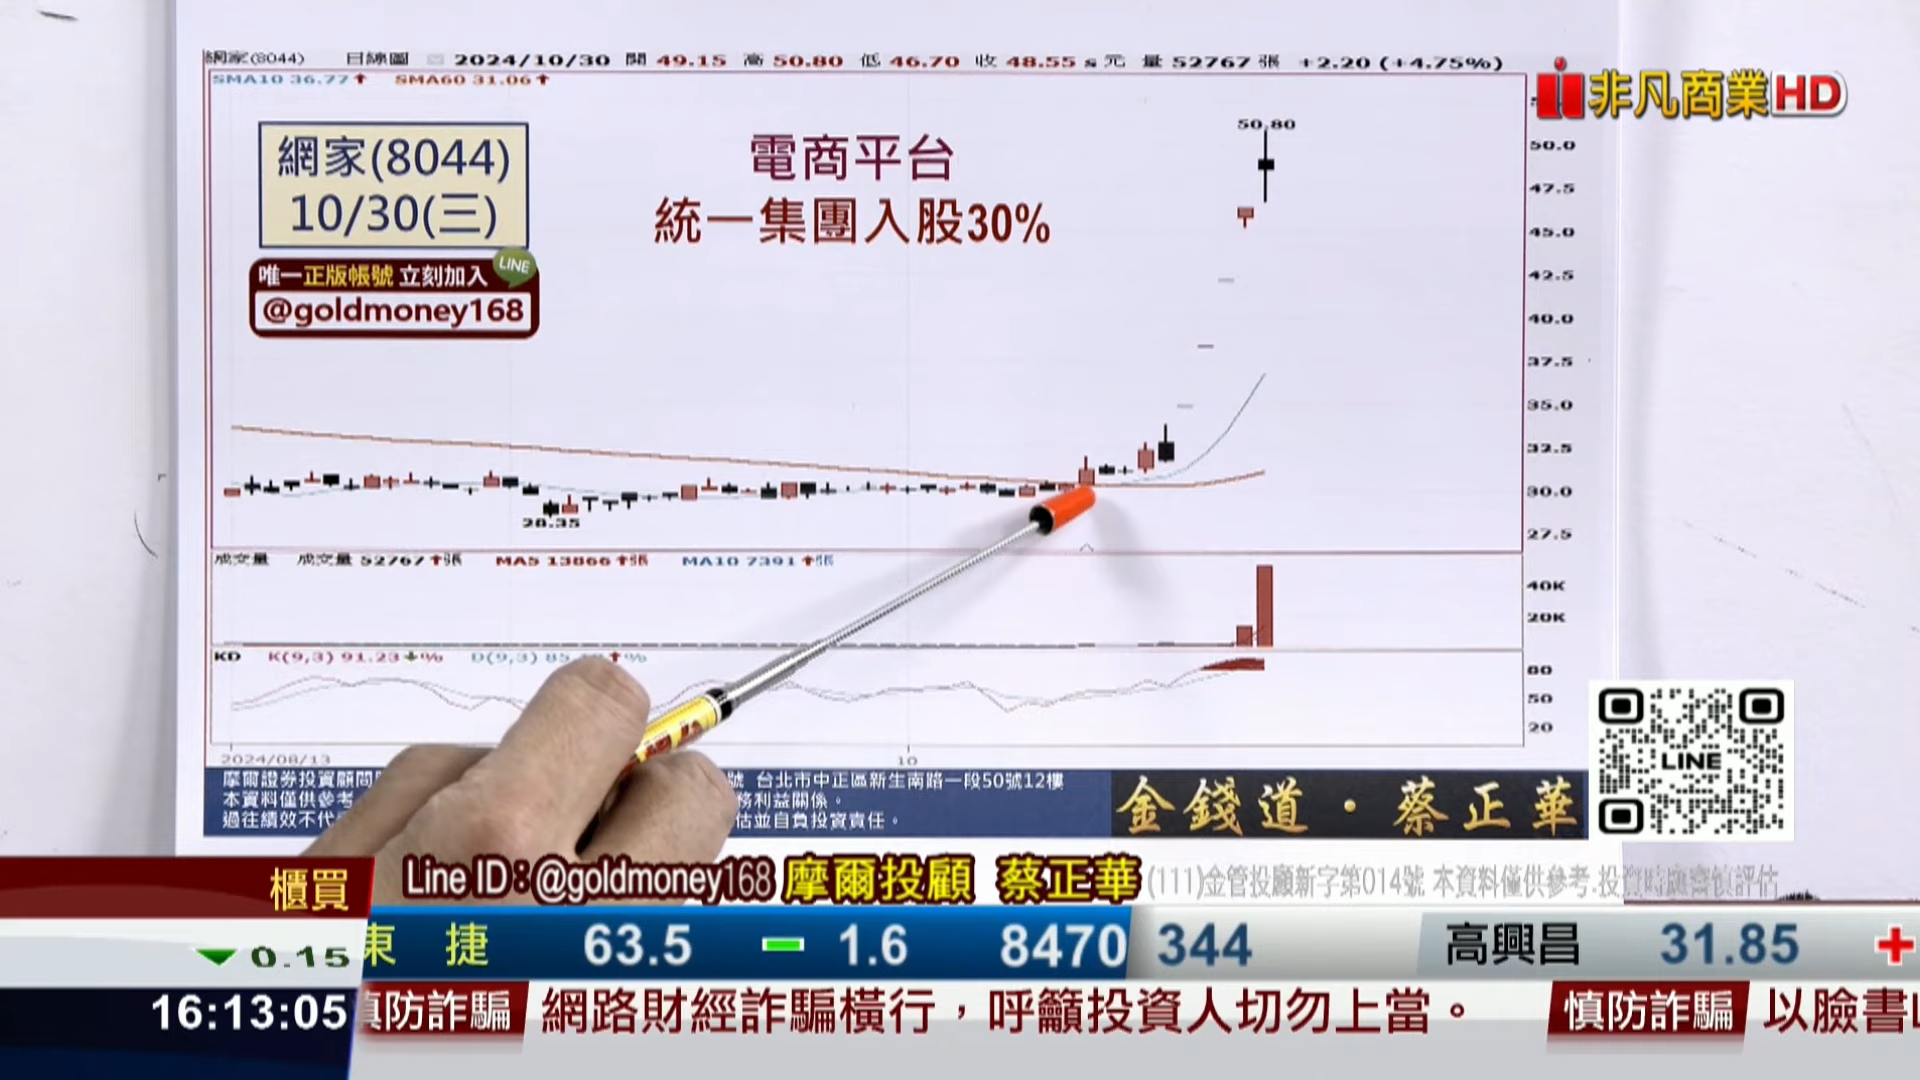 網家(8044) 日線圖 2024/10/30 開 49.15 高 50.80 低 46.70 收 48.55 s 元 量 52767 張 +2.20 (+4.75%)
SMA10 36.77 SMA60 31.06
非凡商業HD
網家(8044)
10/30(三)
電商平台
統一集團入股30%
唯一正版帳號 立刻加入
LINE
@goldmoney168
50.80
28.35
50.0
47.5
45.0
42.5
40.0
37.5
35.0
32.5
30.0
27.5
成交量 成交量 52767 張 MA5 13866 張 MA10 7391 張
40K
20K
KD K(9,3) 91.23 % D(9,3) 85. %
80
50
20
2024/08/13 10
摩爾證券投資顧問 號 台北市中正區新生南路一段50號12樓
本資料僅供參考 務利益關係。
過往績效不代 估並自負投資責任。
金錢道・蔡正華
LINE
櫃買
Line ID:@goldmoney168 摩爾投顧 蔡正華 (111)金管投顧新字第014號 本資料僅供參考.投資時應審慎評估
▼0.15
東捷 63.5 1.6 8470 344 高興昌 31.85
16:13:05
慎防詐騙 網路財經詐騙橫行，呼籲投資人切勿上當。 慎防詐騙 以臉書